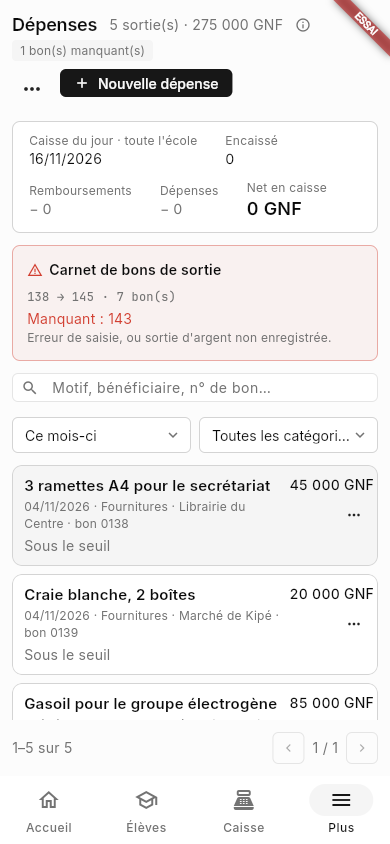 Dépenses 5 sortie(s) · 275 000 GNF
ESSAI
1 bon(s) manquant(s)
... + Nouvelle dépense
Caisse du jour · toute l'école Encaissé
16/11/2026 0
Remboursements Dépenses Net en caisse
− 0 − 0 0 GNF
Carnet de bons de sortie
138 → 145 · 7 bon(s)
Manquant : 143
Erreur de saisie, ou sortie d'argent non enregistrée.
Motif, bénéficiaire, n° de bon...
Ce mois-ci Toutes les catégori...
3 ramettes A4 pour le secrétariat 45 000 GNF
04/11/2026 · Fournitures · Librairie du
Centre · bon 0138
Sous le seuil
Craie blanche, 2 boîtes 20 000 GNF
04/11/2026 · Fournitures · Marché de Kipé ·
bon 0139
Sous le seuil
Gasoil pour le groupe électrogène 85 000 GNF
1–5 sur 5 1 / 1
Accueil Élèves Caisse Plus